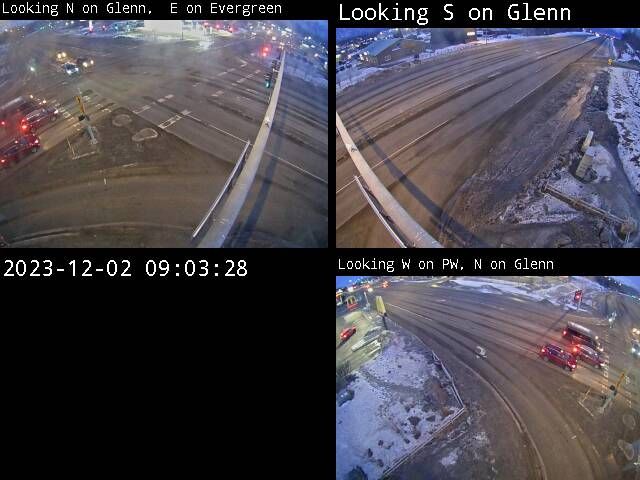 Looking N on Glenn,  E on Evergreen
Looking S on Glenn
2023-12-02 09:03:28
Looking W on PW, N on Glenn